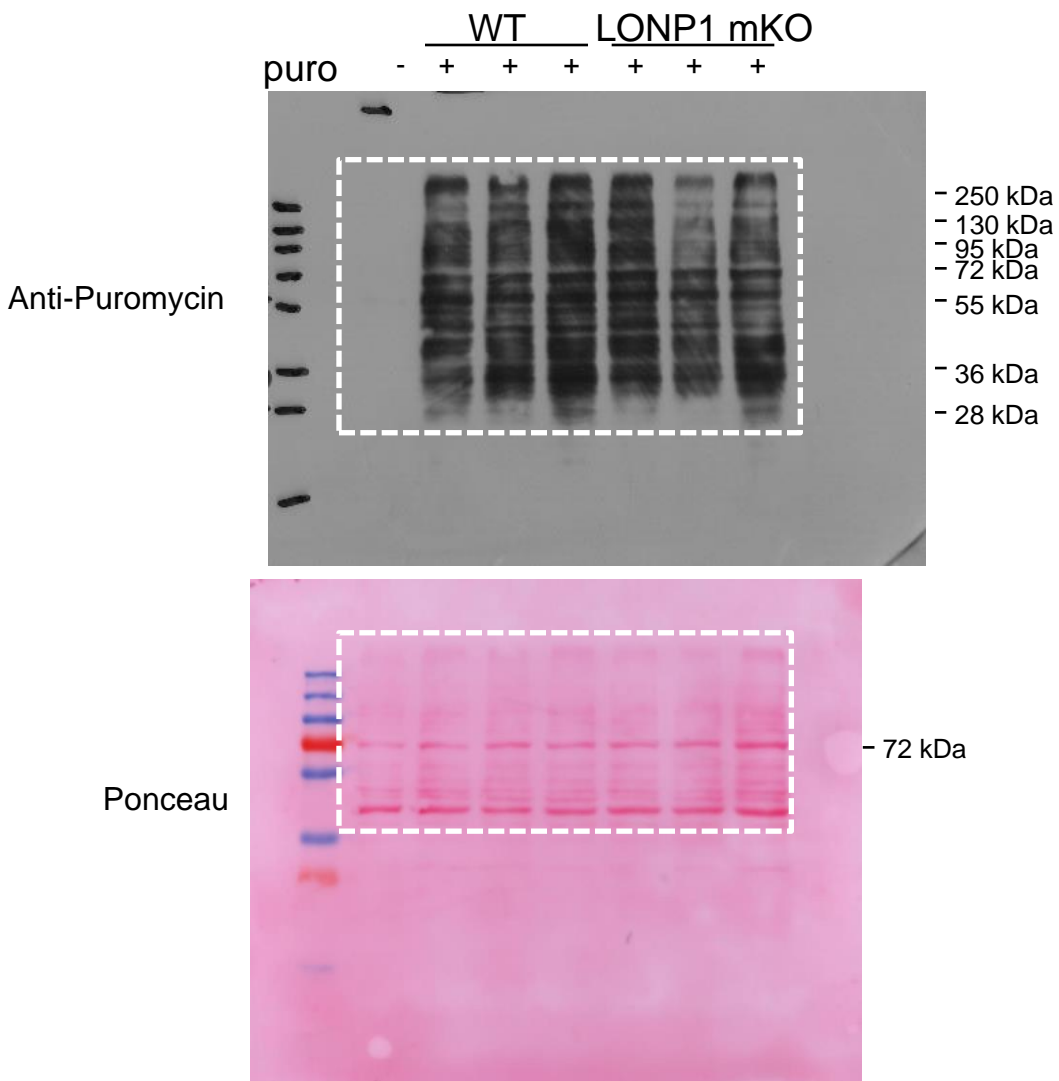 WT LONP1 mKO
puro - + + + + + +
Anti-Puromycin
250 kDa
130 kDa
95 kDa
72 kDa
55 kDa
36 kDa
28 kDa
Ponceau
72 kDa